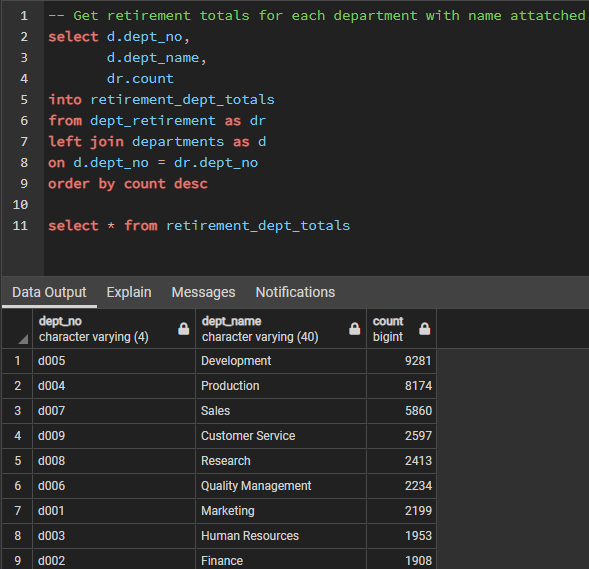 1 -- Get retirement totals for each department with name attatched
2 select d.dept_no,
3 d.dept_name,
4 dr.count
5 into retirement_dept_totals
6 from dept_retirement as dr
7 left join departments as d
8 on d.dept_no = dr.dept_no
9 order by count desc
10
11 select * from retirement_dept_totals
Data Output Explain Messages Notifications
dept_no dept_name count
character varying (4) character varying (40) bigint
1 d005 Development 9281
2 d004 Production 8174
3 d007 Sales 5860
4 d009 Customer Service 2597
5 d008 Research 2413
6 d006 Quality Management 2234
7 d001 Marketing 2199
8 d003 Human Resources 1953
9 d002 Finance 1908